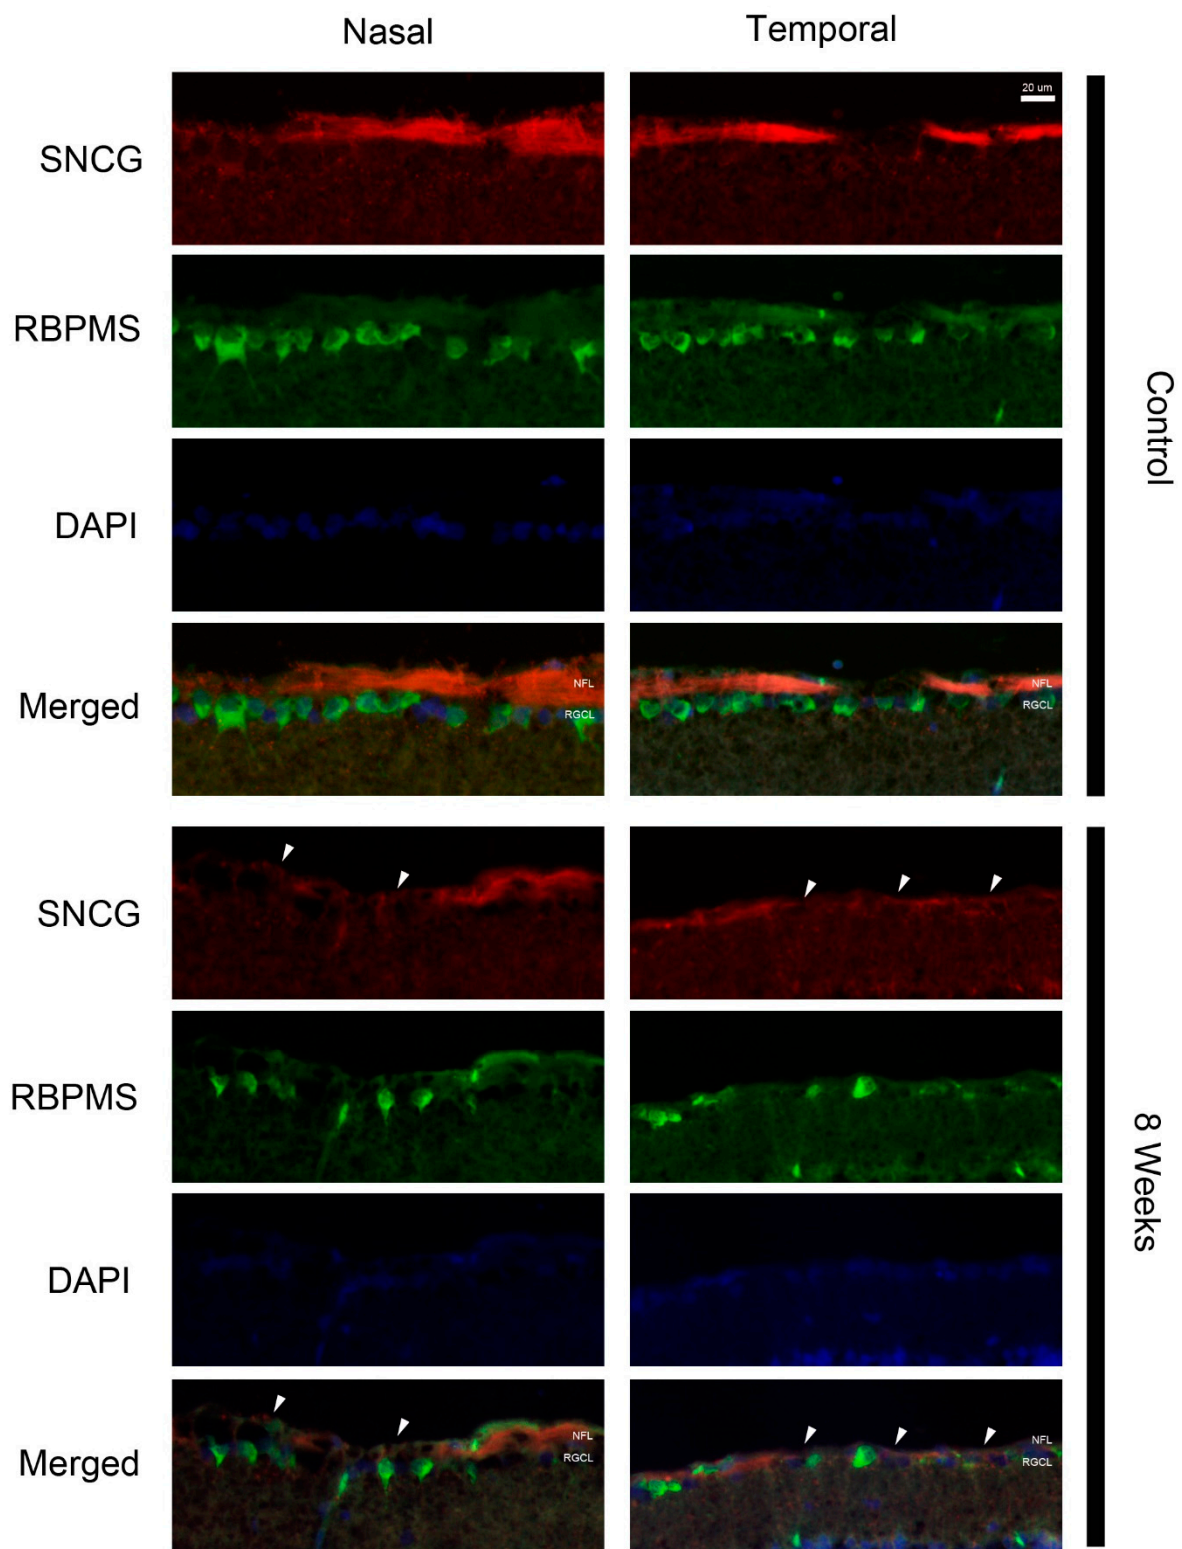 Nasal
Temporal
20 um
SNCG
RBPMS
DAPI
Merged
NFL
RGCL
NFL
RGCL
Control
SNCG
RBPMS
DAPI
Merged
NFL
RGCL
NFL
RGCL
8 Weeks